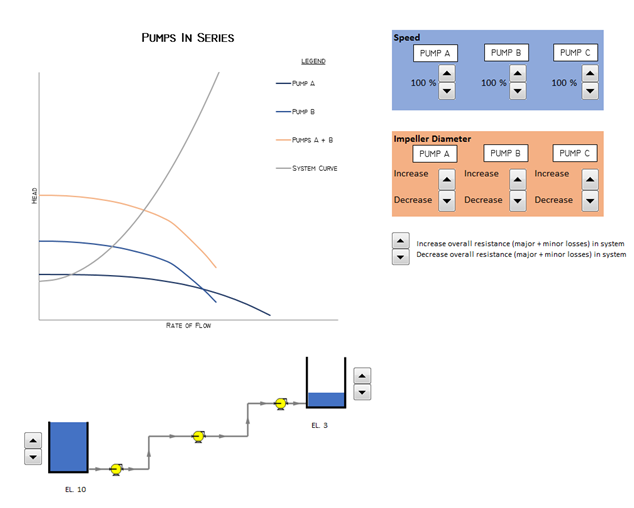 PUMPS IN SERIES
LEGEND
PUMP A
PUMP B
PUMPS A + B
SYSTEM CURVE
HEAD
RATE OF FLOW
Speed
PUMP A PUMP B PUMP C
100 % 100 % 100 %
Impeller Diameter
PUMP A PUMP B PUMP C
Increase Increase Increase
Decrease Decrease Decrease
Increase overall resistance (major + minor losses) in system
Decrease overall resistance (major + minor losses) in system
EL. 3
EL. 10